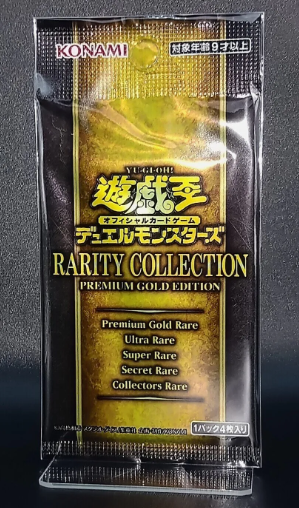 KONAMI
対象年齢9才以上
YU-GI-OH!
遊戯王
オフィシャルカードゲーム
デュエルモンスターズ
RARITY COLLECTION
PREMIUM GOLD EDITION
Premium Gold Rare
Ultra Rare
Super Rare
Secret Rare
Collectors Rare
1パック4枚入り